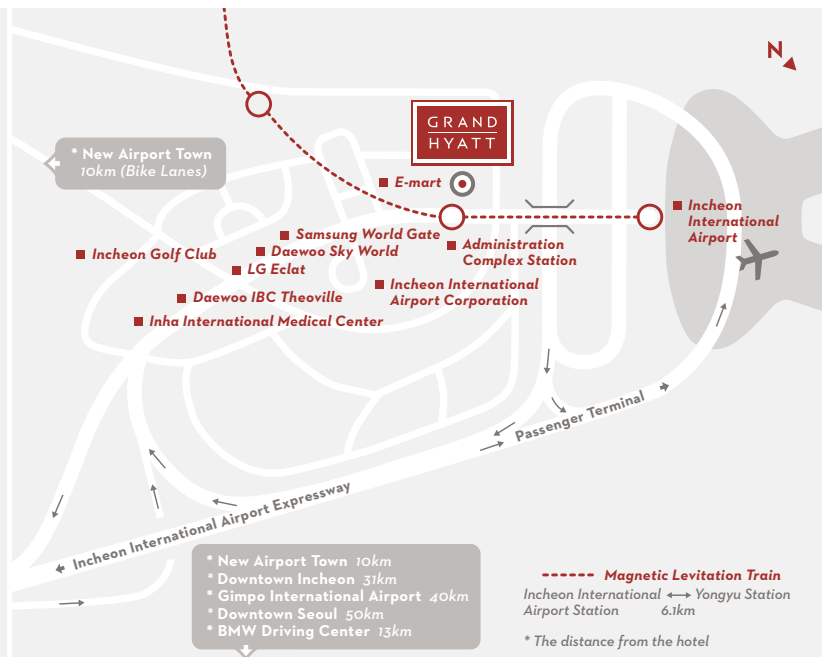 N
GRAND
HYATT
* New Airport Town
10km (Bike Lanes)
E-mart
Incheon
International
Airport
Samsung World Gate
Daewoo Sky World
Administration
Complex Station
Incheon Golf Club
LG Eclat
Incheon International
Airport Corporation
Daewoo IBC Theoville
Inha International Medical Center
Passenger Terminal
Incheon International Airport Expressway
* New Airport Town 10km
* Downtown Incheon 31km
* Gimpo International Airport 40km
* Downtown Seoul 50km
* BMW Driving Center 13km
Magnetic Levitation Train
Incheon International ↔ Yongyu Station
Airport Station 6.1km
* The distance from the hotel